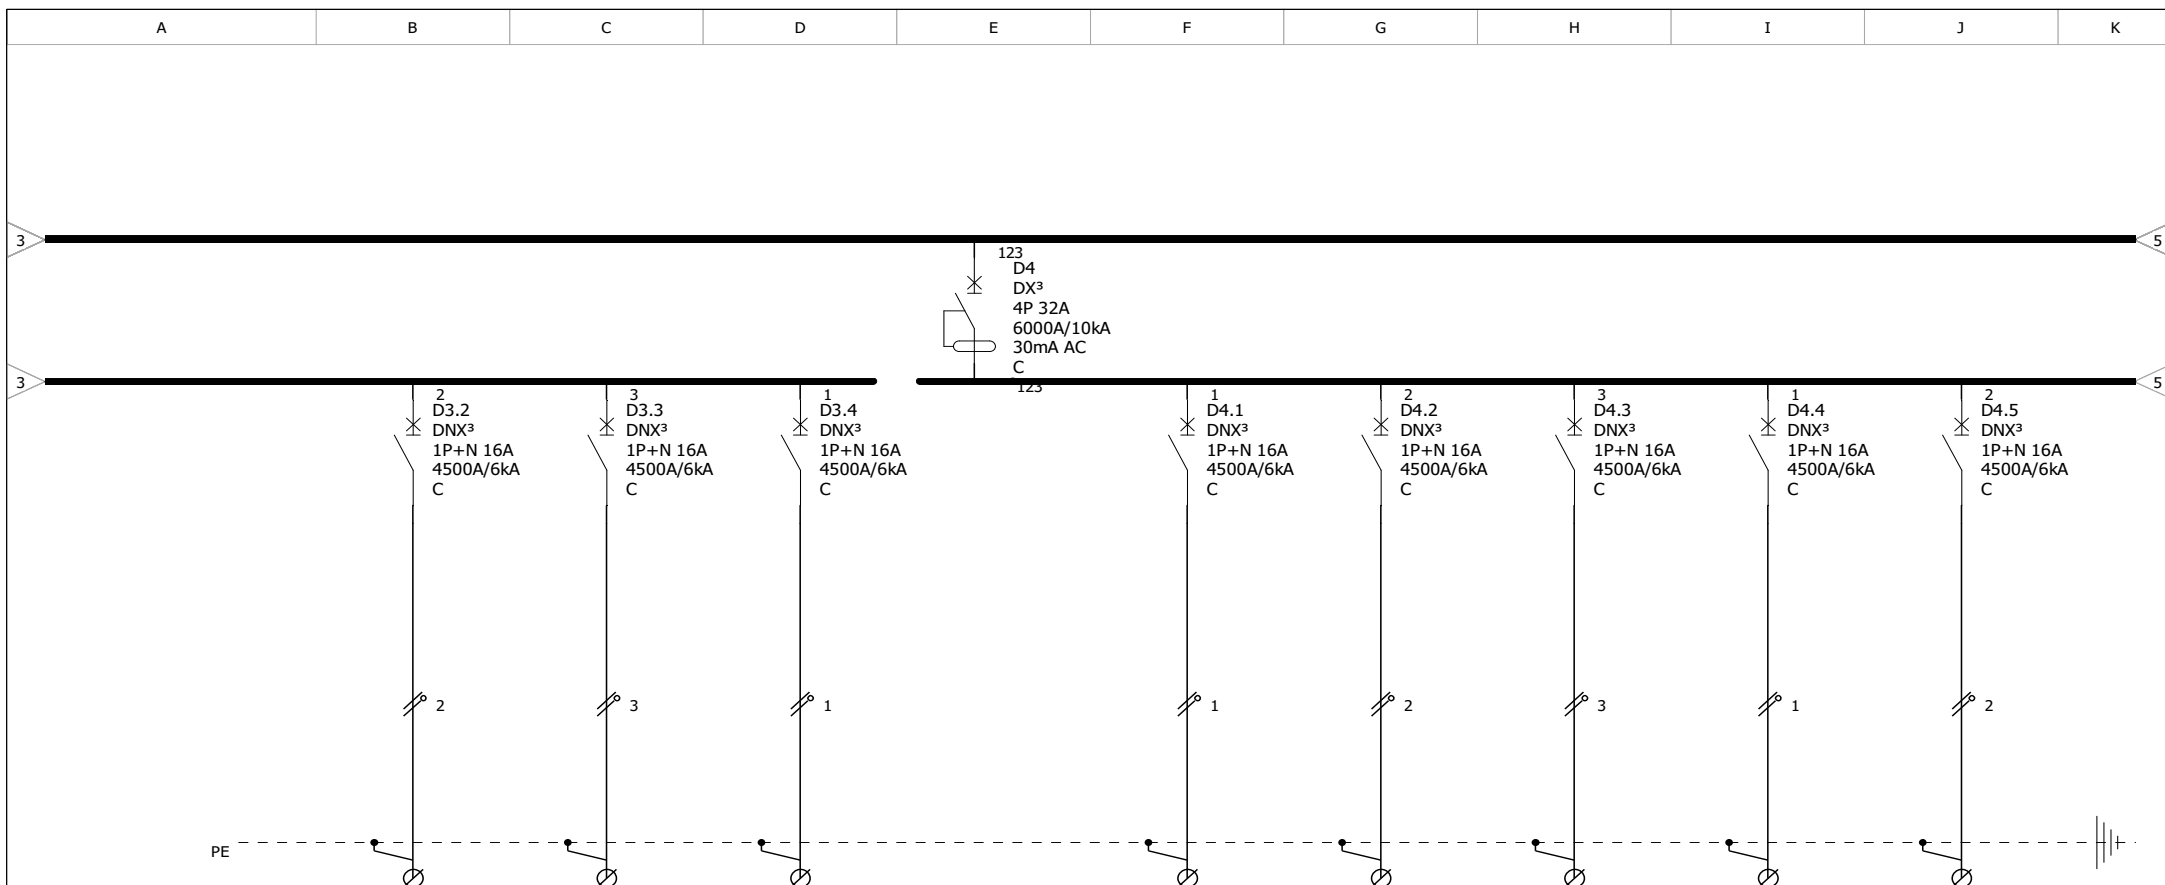 A
B
C
D
E
F
G
H
I
J
K
3
5
123
D4
DX³
4P 32A
6000A/10kA
30mA AC
C
123
3
5
2
D3.2
DNX³
1P+N 16A
4500A/6kA
C
3
D3.3
DNX³
1P+N 16A
4500A/6kA
C
1
D3.4
DNX³
1P+N 16A
4500A/6kA
C
1
D4.1
DNX³
1P+N 16A
4500A/6kA
C
2
D4.2
DNX³
1P+N 16A
4500A/6kA
C
3
D4.3
DNX³
1P+N 16A
4500A/6kA
C
1
D4.4
DNX³
1P+N 16A
4500A/6kA
C
2
D4.5
DNX³
1P+N 16A
4500A/6kA
C
2
3
1
1
2
3
1
2
PE